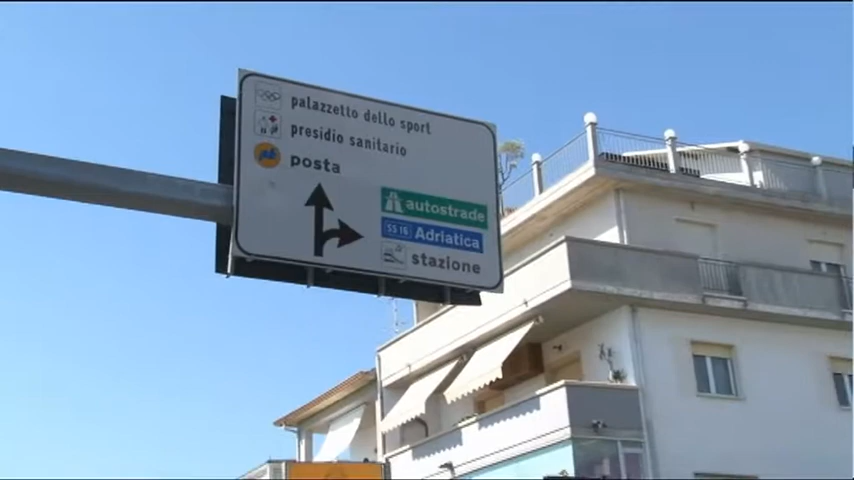 palazzetto dello sport
presidio sanitario
posta
autostrade
SS 16 Adriatica
stazione